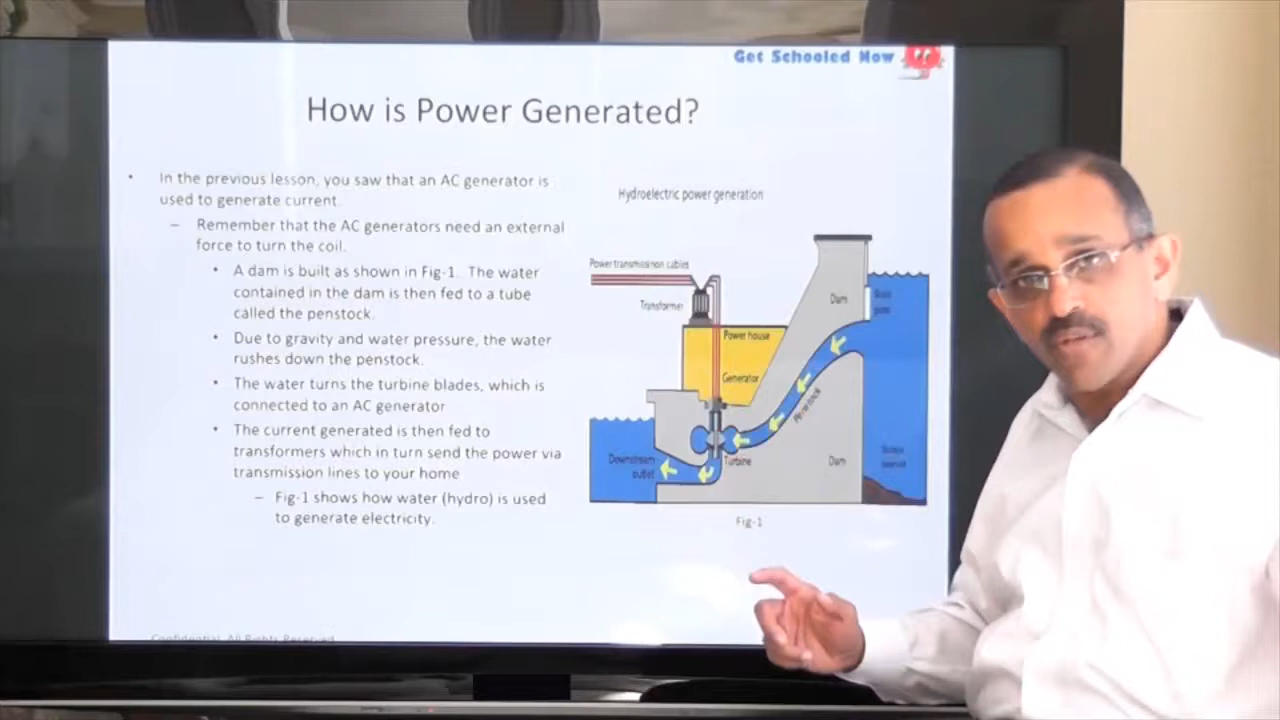 Get Schooled Now
How is Power Generated?
• In the previous lesson, you saw that an AC generator is
used to generate current.
– Remember that the AC generators need an external
force to turn the coil.
• A dam is built as shown in Fig-1. The water
contained in the dam is then fed to a tube
called the penstock.
• Due to gravity and water pressure, the water
rushes down the penstock.
• The water turns the turbine blades, which is
connected to an AC generator
• The current generated is then fed to
transformers which in turn send the power via
transmission lines to your home
– Fig-1 shows how water (hydro) is used
to generate electricity.
Hydroelectric power generation
Power transmission cables
Transformer
Dam
Power house
Generator
Downstream
outlet
Turbine
Dam
Fig-1
Confidential. All Rights Reserved